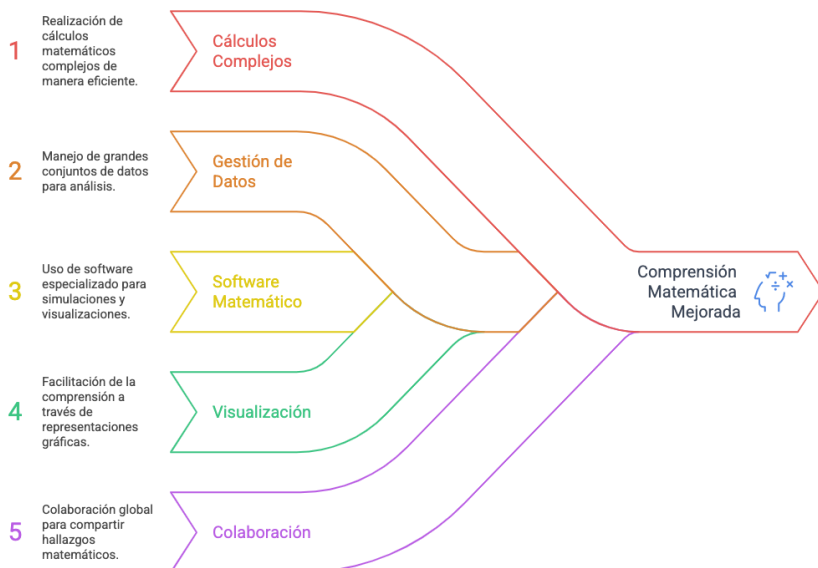 1
Realización de
cálculos
matemáticos
complejos de
manera eficiente.
Cálculos
Complejos
2
Manejo de grandes
conjuntos de datos
para análisis.
Gestión de
Datos
3
Uso de software
especializado para
simulaciones y
visualizaciones.
Software
Matemático
4
Facilitación de la
comprensión a
través de
representaciones
gráficas.
Visualización
5
Colaboración global
para compartir
hallazgos
matemáticos.
Colaboración
Comprensión
Matemática
Mejorada